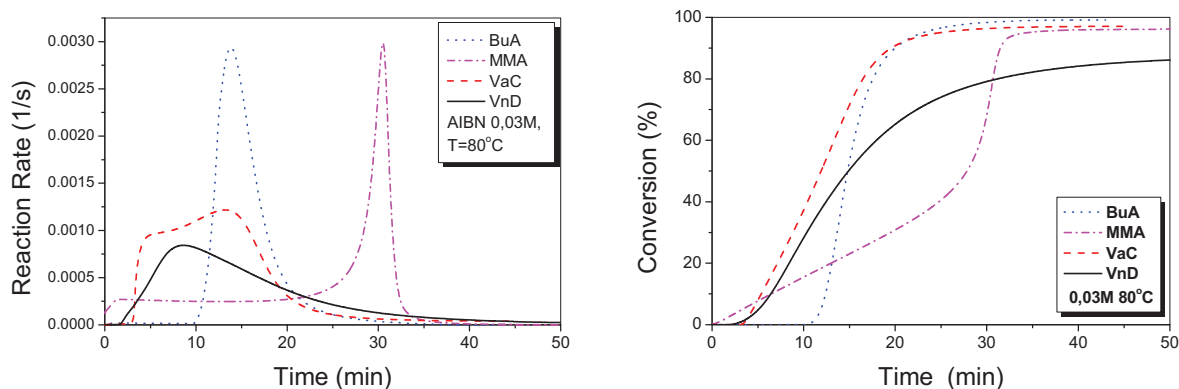 Reaction Rate (1/s)
0.0030
0.0025
0.0020
0.0015
0.0010
0.0005
0.0000
BuA
MMA
VaC
VnD
AIBN 0,03M,
T=80°C
0 10 20 30 40 50
Time (min)
Conversion (%)
100
80
60
40
20
0
BuA
MMA
VaC
VnD
0,03M 80°C
0 10 20 30 40 50
Time (min)